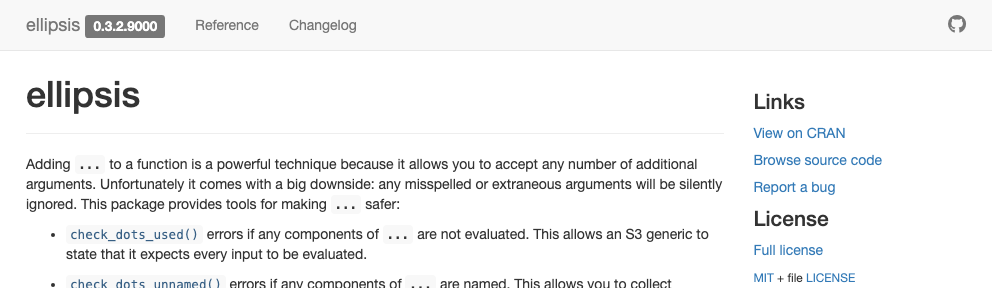 ellipsis 0.3.2.9000 Reference Changelog
ellipsis
Adding ... to a function is a powerful technique because it allows you to accept any number of additional
arguments. Unfortunately it comes with a big downside: any misspelled or extraneous arguments will be silently
ignored. This package provides tools for making ... safer:
• check_dots_used() errors if any components of ... are not evaluated. This allows an S3 generic to
state that it expects every input to be evaluated.
• check_dots_unnamed() errors if any components of ... are named. This allows you to collect
Links
View on CRAN
Browse source code
Report a bug
License
Full license
MIT + file LICENSE